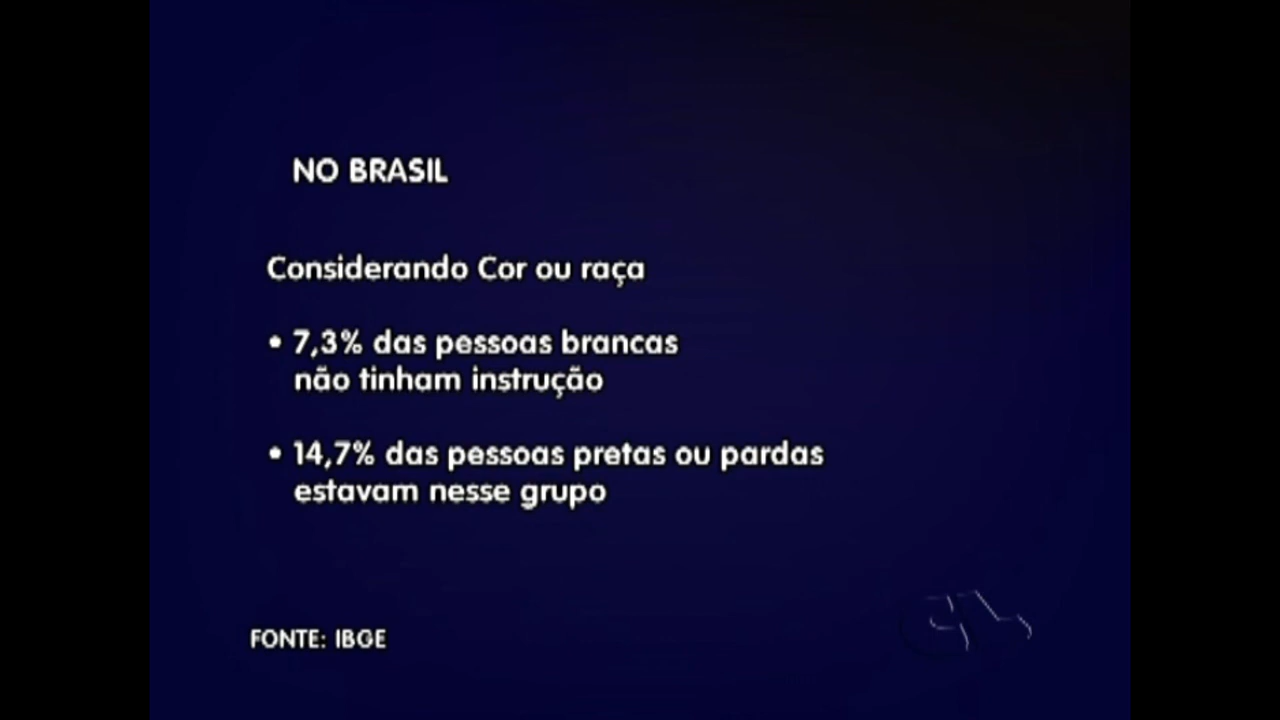 NO BRASIL
Considerando Cor ou raça
• 7,3% das pessoas brancas
não tinham instrução
• 14,7% das pessoas pretas ou pardas
estavam nesse grupo
FONTE: IBGE